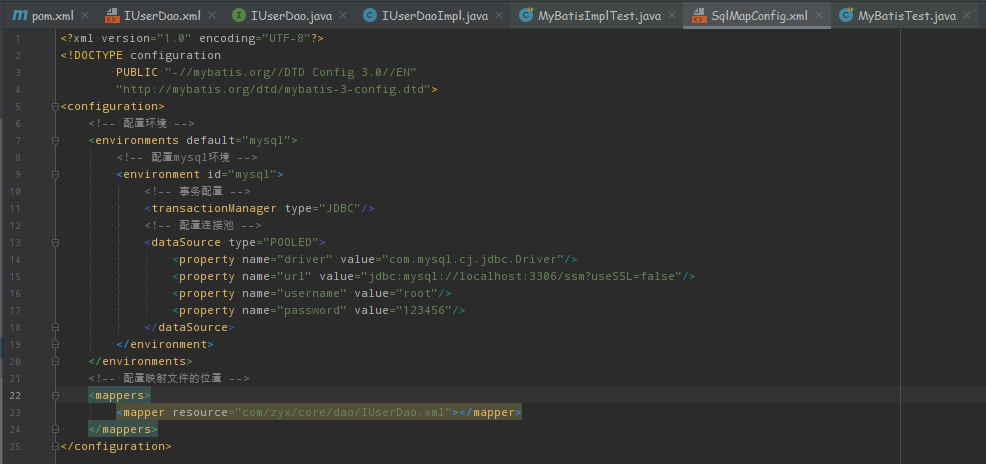 pom.xml IUserDao.xml IUserDao.java IUserDaoImpl.java MyBatisImplTest.java SqlMapConfig.xml MyBatisTest.java
1 <?xml version="1.0" encoding="UTF-8"?>
2 <!DOCTYPE configuration
3 PUBLIC "-//mybatis.org//DTD Config 3.0//EN"
4 "http://mybatis.org/dtd/mybatis-3-config.dtd">
5 <configuration>
6 <!-- 配置环境 -->
7 <environments default="mysql">
8 <!-- 配置mysql环境 -->
9 <environment id="mysql">
10 <!-- 事务配置 -->
11 <transactionManager type="JDBC"/>
12 <!-- 配置连接池 -->
13 <dataSource type="POOLED">
14 <property name="driver" value="com.mysql.cj.jdbc.Driver"/>
15 <property name="url" value="jdbc:mysql://localhost:3306/ssm?useSSL=false"/>
16 <property name="username" value="root"/>
17 <property name="password" value="123456"/>
18 </dataSource>
19 </environment>
20 </environments>
21 <!-- 配置映射文件的位置 -->
22 <mappers>
23 <mapper resource="com/zyx/core/dao/IUserDao.xml"></mapper>
24 </mappers>
25 </configuration>